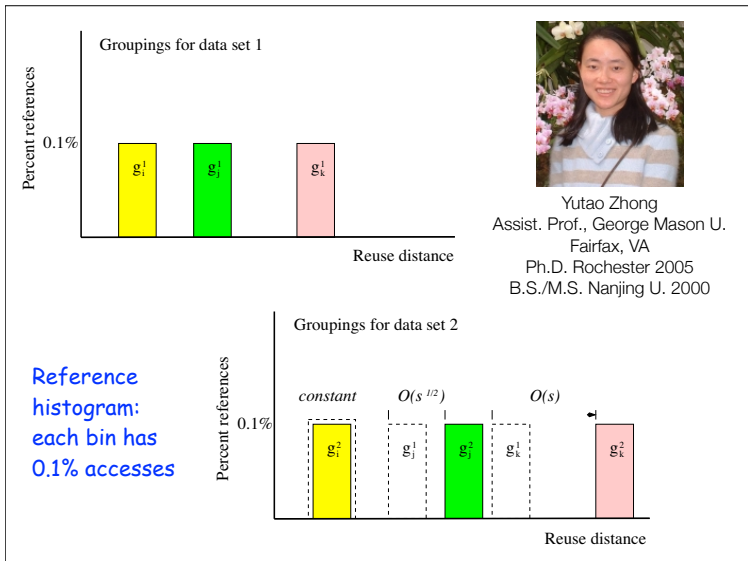 Groupings for data set 1
Percent references
0.1%
g_i^1
g_j^1
g_k^1
Reuse distance
Yutao Zhong
Assist. Prof., George Mason U.
Fairfax, VA
Ph.D. Rochester 2005
B.S./M.S. Nanjing U. 2000
Reference
histogram:
each bin has
0.1% accesses
Groupings for data set 2
constant
O(s^{1/2})
O(s)
Percent references
0.1%
g_i^2
g_j^1
g_j^2
g_k^1
g_k^2
Reuse distance